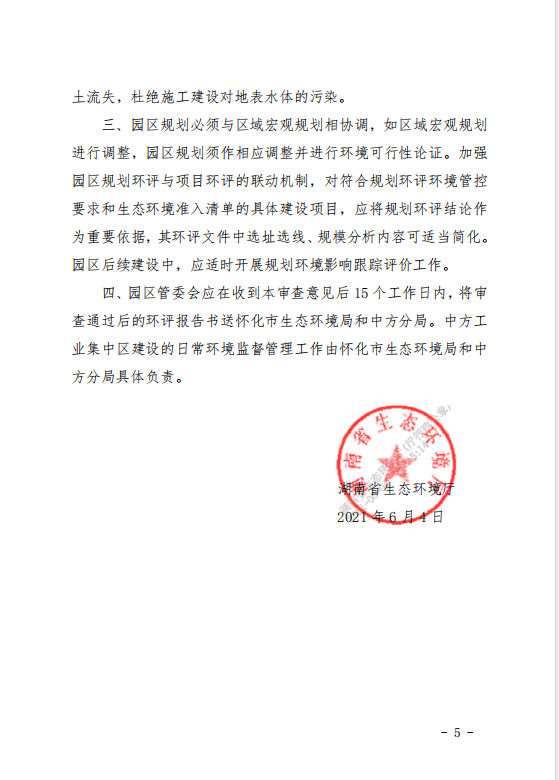 土流失，杜绝施工建设对地表水体的污染。
三、园区规划必须与区域宏观规划相协调，如区域宏观规划
进行调整，园区规划须作相应调整并进行环境可行性论证。加强
园区规划环评与项目环评的联动机制，对符合规划环评环境管控
要求和生态环境准入清单的具体建设项目，应将规划环评结论作
为重要依据，其环评文件中选址选线、规模分析内容可适当简化。
园区后续建设中，应适时开展规划环境影响跟踪评价工作。
四、园区管委会应在收到本审查意见后 15 个工作日内，将审
查通过后的环评报告书送怀化市生态环境局和中方分局。中方工
业集中区建设的日常环境监督管理工作由怀化市生态环境局和中
方分局具体负责。
湖南省生态环境厅
湖南省生态环境厅
2021 年 6 月 4 日
- 5 -